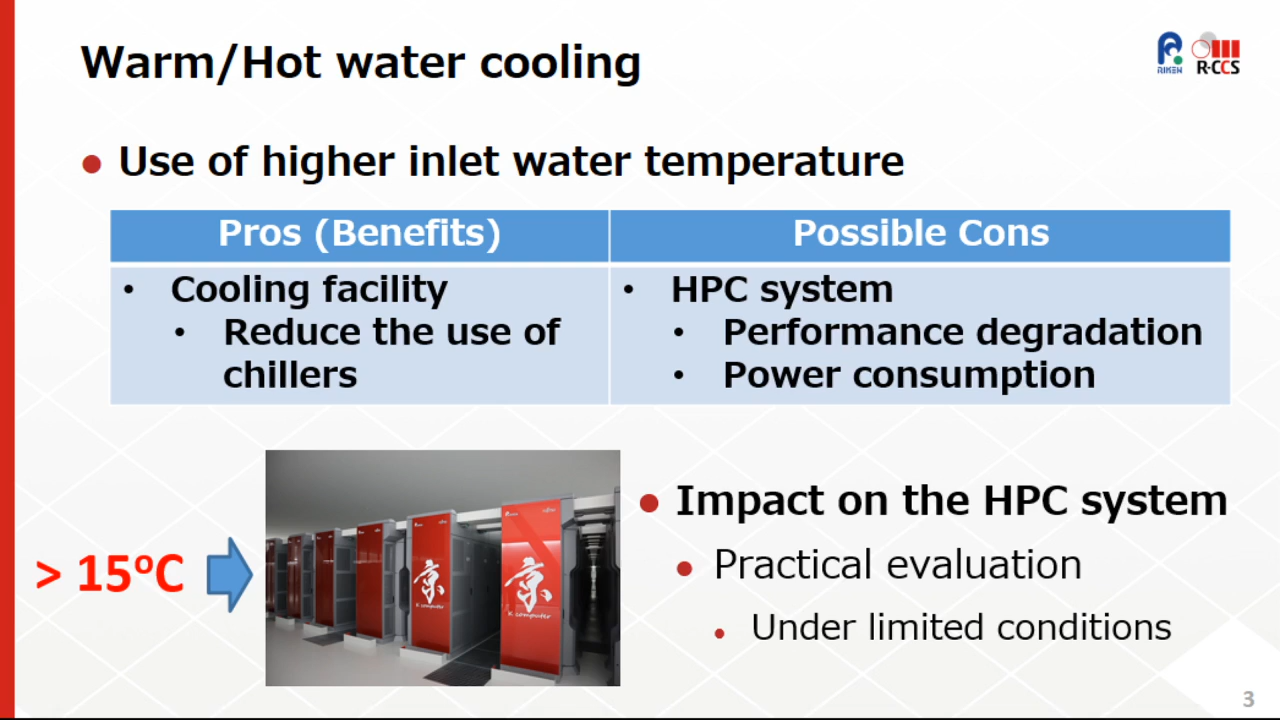 Warm/Hot water cooling
RIKEN
R-CCS
Use of higher inlet water temperature
Pros (Benefits)
Possible Cons
• Cooling facility
• Reduce the use of
chillers
• HPC system
• Performance degradation
• Power consumption
> 15ºC
京
K computer
京
K computer
Impact on the HPC system
Practical evaluation
Under limited conditions
3